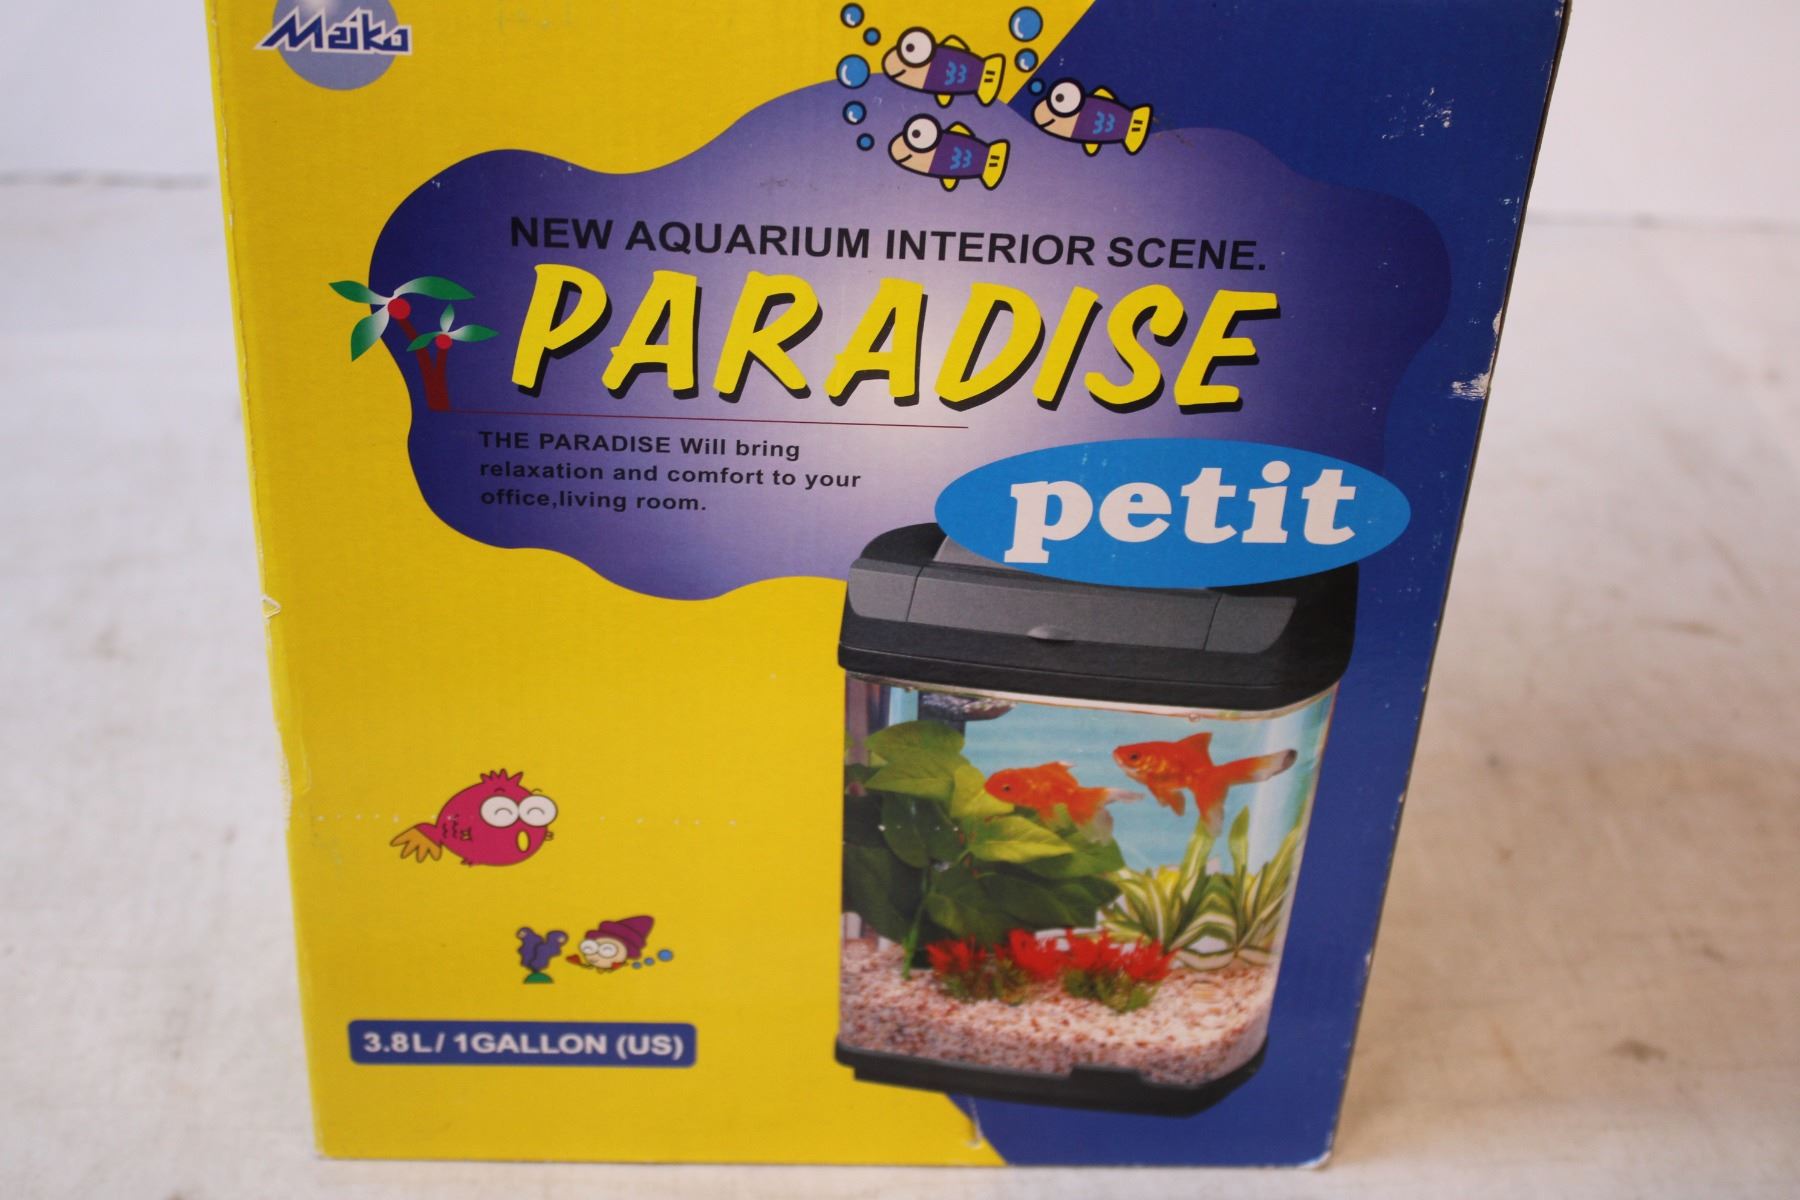 Meiko
NEW AQUARIUM INTERIOR SCENE.
PARADISE
THE PARADISE Will bring
relaxation and comfort to your
office,living room.
petit
3.8L/ 1GALLON (US)